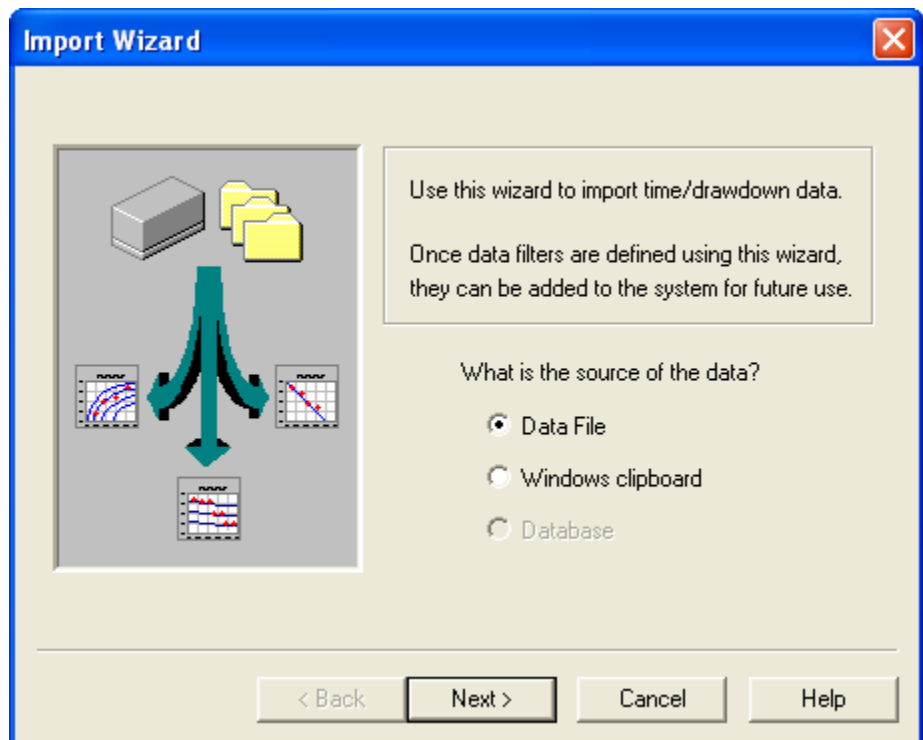 Import Wizard
Use this wizard to import time/drawdown data.
Once data filters are defined using this wizard,
they can be added to the system for future use.
What is the source of the data?
Data File
Windows clipboard
Database
< Back
Next >
Cancel
Help